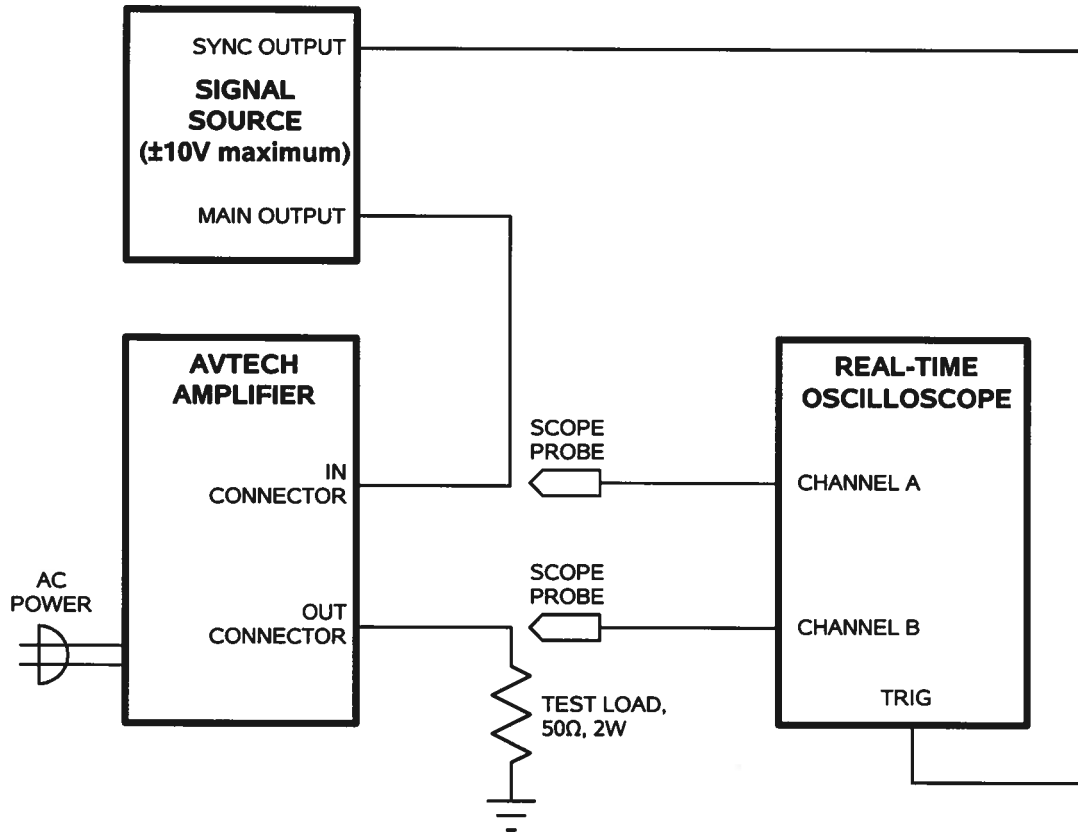 SYNC OUTPUT
SIGNAL
SOURCE
(±10V maximum)
MAIN OUTPUT
AVTECH
AMPLIFIER
IN
CONNECTOR
OUT
CONNECTOR
AC
POWER
SCOPE
PROBE
SCOPE
PROBE
TEST LOAD,
50Ω, 2W
REAL-TIME
OSCILLOSCOPE
CHANNEL A
CHANNEL B
TRIG